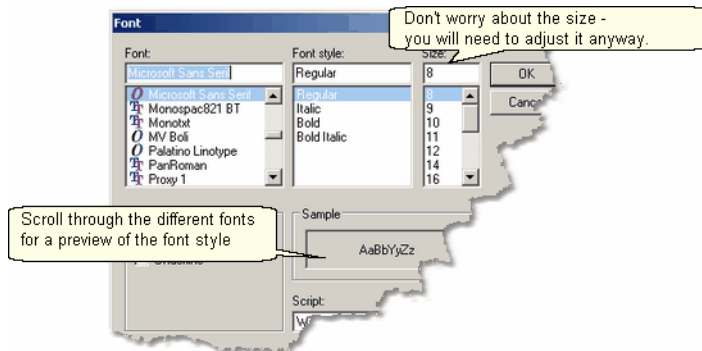 Font
Don't worry about the size -
you will need to adjust it anyway.
Font:
Font style:
Size:
Microsoft Sans Serif
Regular
8
OK
Microsoft Sans Serif
Monospac821 BT
Monotxt
MV Boli
Palatino Linotype
PanRoman
Proxy 1
Regular
Italic
Bold
Bold Italic
8
9
10
11
12
14
16
Scroll through the different fonts
for a preview of the font style
Sample
AaBbYyZz
Underline
Script: